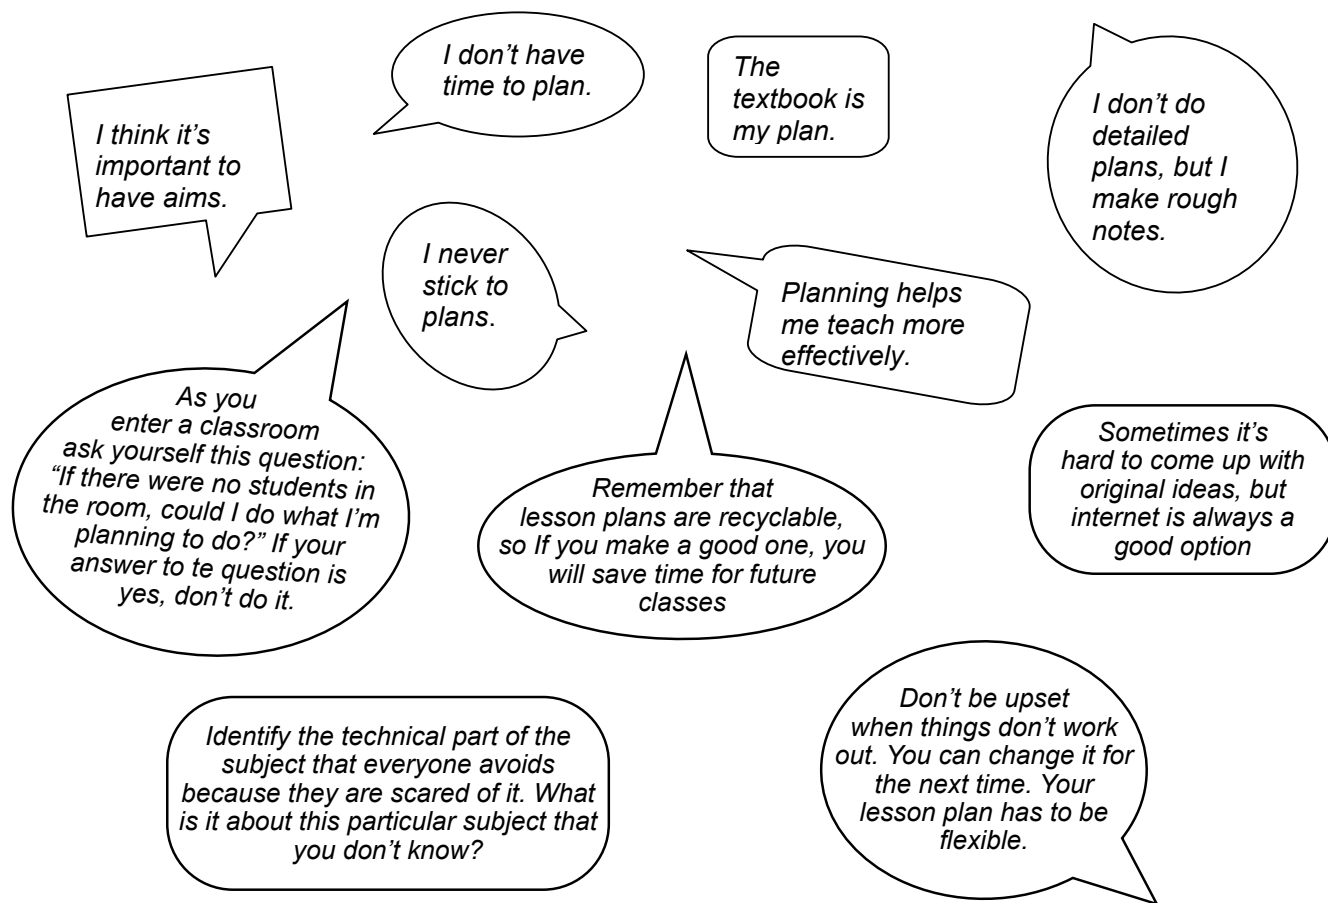 I don’t have
time to plan.
The
textbook is
my plan.
I think it’s
important to
have aims.
I don’t do
detailed
plans, but I
make rough
notes.
I never
stick to
plans.
Planning helps
me teach more
effectively.
As you
enter a classroom
ask yourself this question:
“If there were no students in
the room, could I do what I’m
planning to do?” If your
answer to te question is
yes, don’t do it.
Remember that
lesson plans are recyclable,
so If you make a good one, you
will save time for future
classes
Sometimes it’s
hard to come up with
original ideas, but
internet is always a
good option
Identify the technical part of the
subject that everyone avoids
because they are scared of it. What
is it about this particular subject that
you don’t know?
Don’t be upset
when things don’t work
out. You can change it for
the next time. Your
lesson plan has to be
flexible.